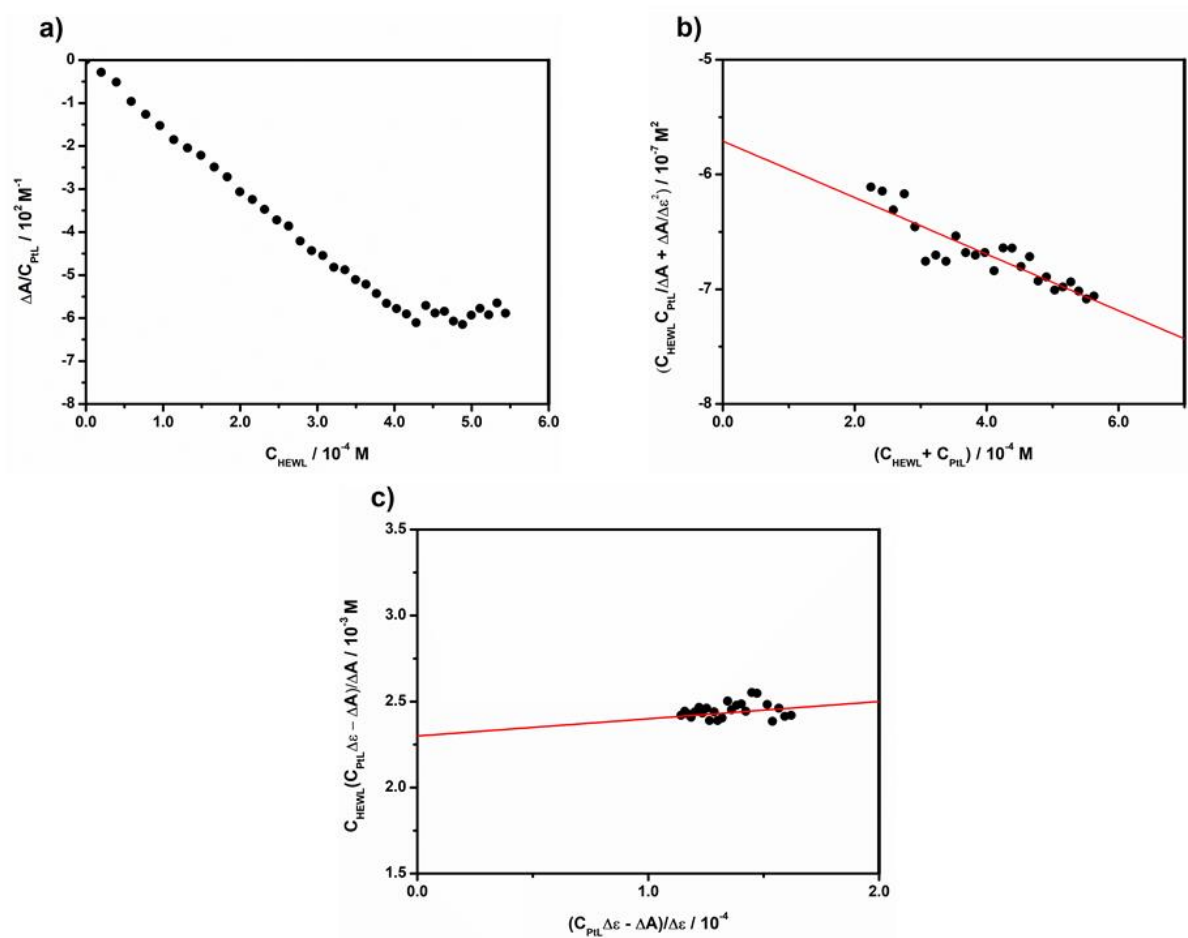 a)
0
-1
-2
-3
-4
-5
-6
-7
-8
ΔA/C_PtL / 10² M⁻¹
0.0 1.0 2.0 3.0 4.0 5.0 6.0
C_HEWL / 10⁻⁴ M
b)
-5
-6
-7
-8
(C_HEWL C_PtL/ΔA + ΔA/Δε²) / 10⁻⁷ M²
0.0 2.0 4.0 6.0
(C_HEWL + C_PtL) / 10⁻⁴ M
c)
3.5
3.0
2.5
2.0
1.5
C_HEWL(C_PtLΔε − ΔA)/ΔA / 10⁻³ M
0.0 1.0 2.0
(C_PtLΔε - ΔA)/Δε / 10⁻⁴